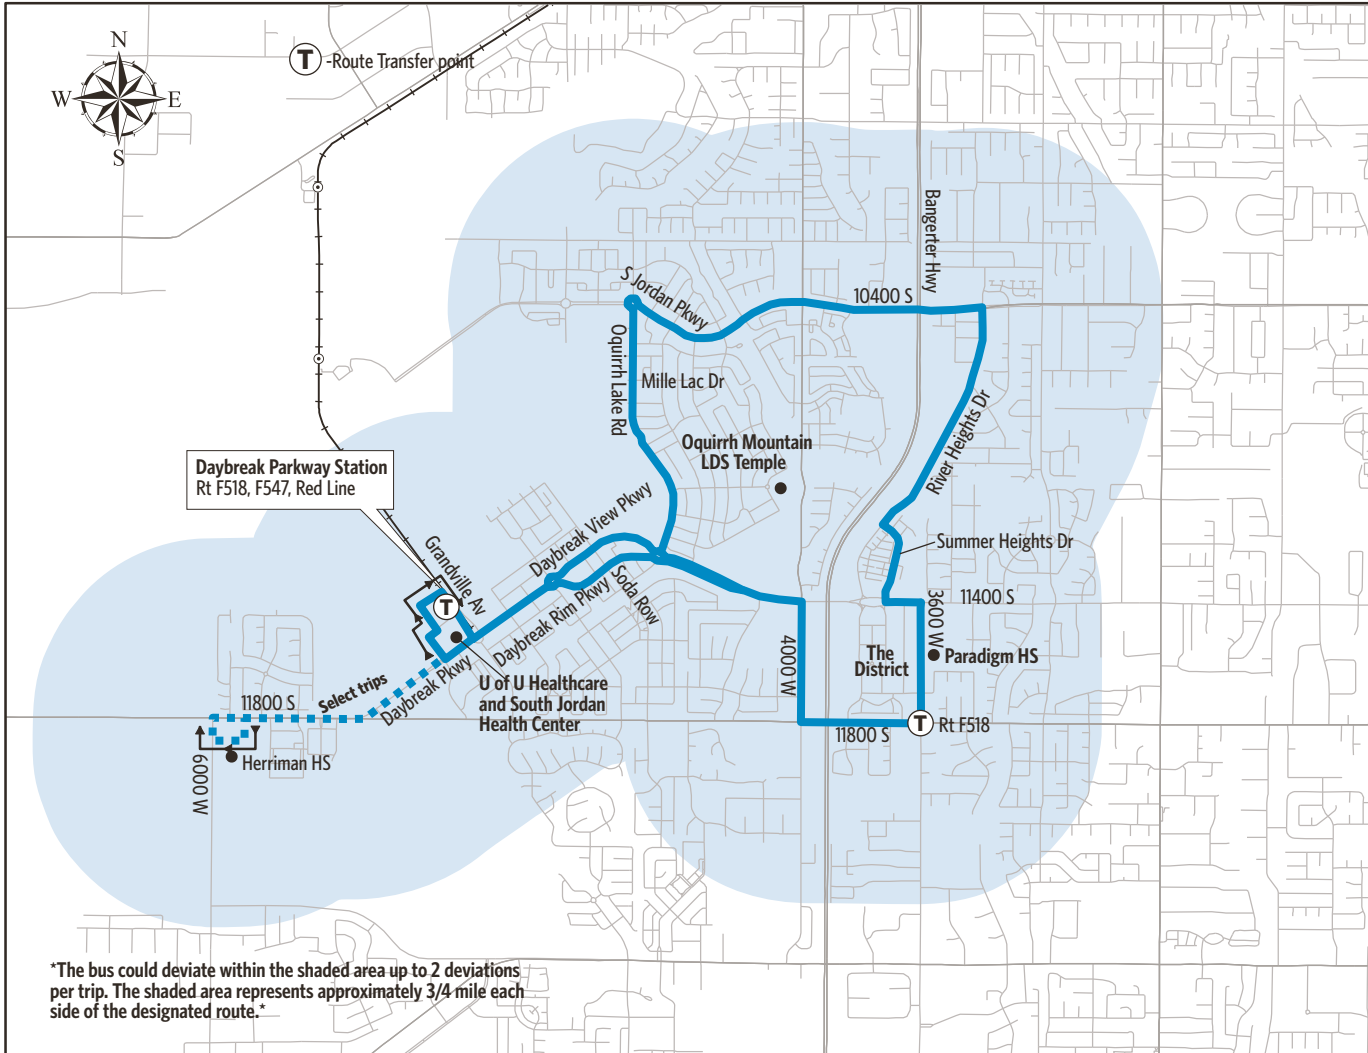 N
W
E
S
T -Route Transfer point
Bangerter Hwy
S Jordan Pkwy
10400 S
Oquirrh Lake Rd
Mille Lac Dr
River Heights Dr
Oquirrh Mountain
LDS Temple
Daybreak Parkway Station
Rt F518, F547, Red Line
Daybreak View Pkwy
Grandville Av
Summer Heights Dr
T
Daybreak Rim Pkwy
Soda Row
3600 W
11400 S
4000 W
The
District
Paradigm HS
Select trips
Daybreak Pkwy
U of U Healthcare
and South Jordan
Health Center
11800 S
11800 S
T Rt F518
6000 W
Herriman HS
*The bus could deviate within the shaded area up to 2 deviations
per trip. The shaded area represents approximately 3/4 mile each
side of the designated route.*